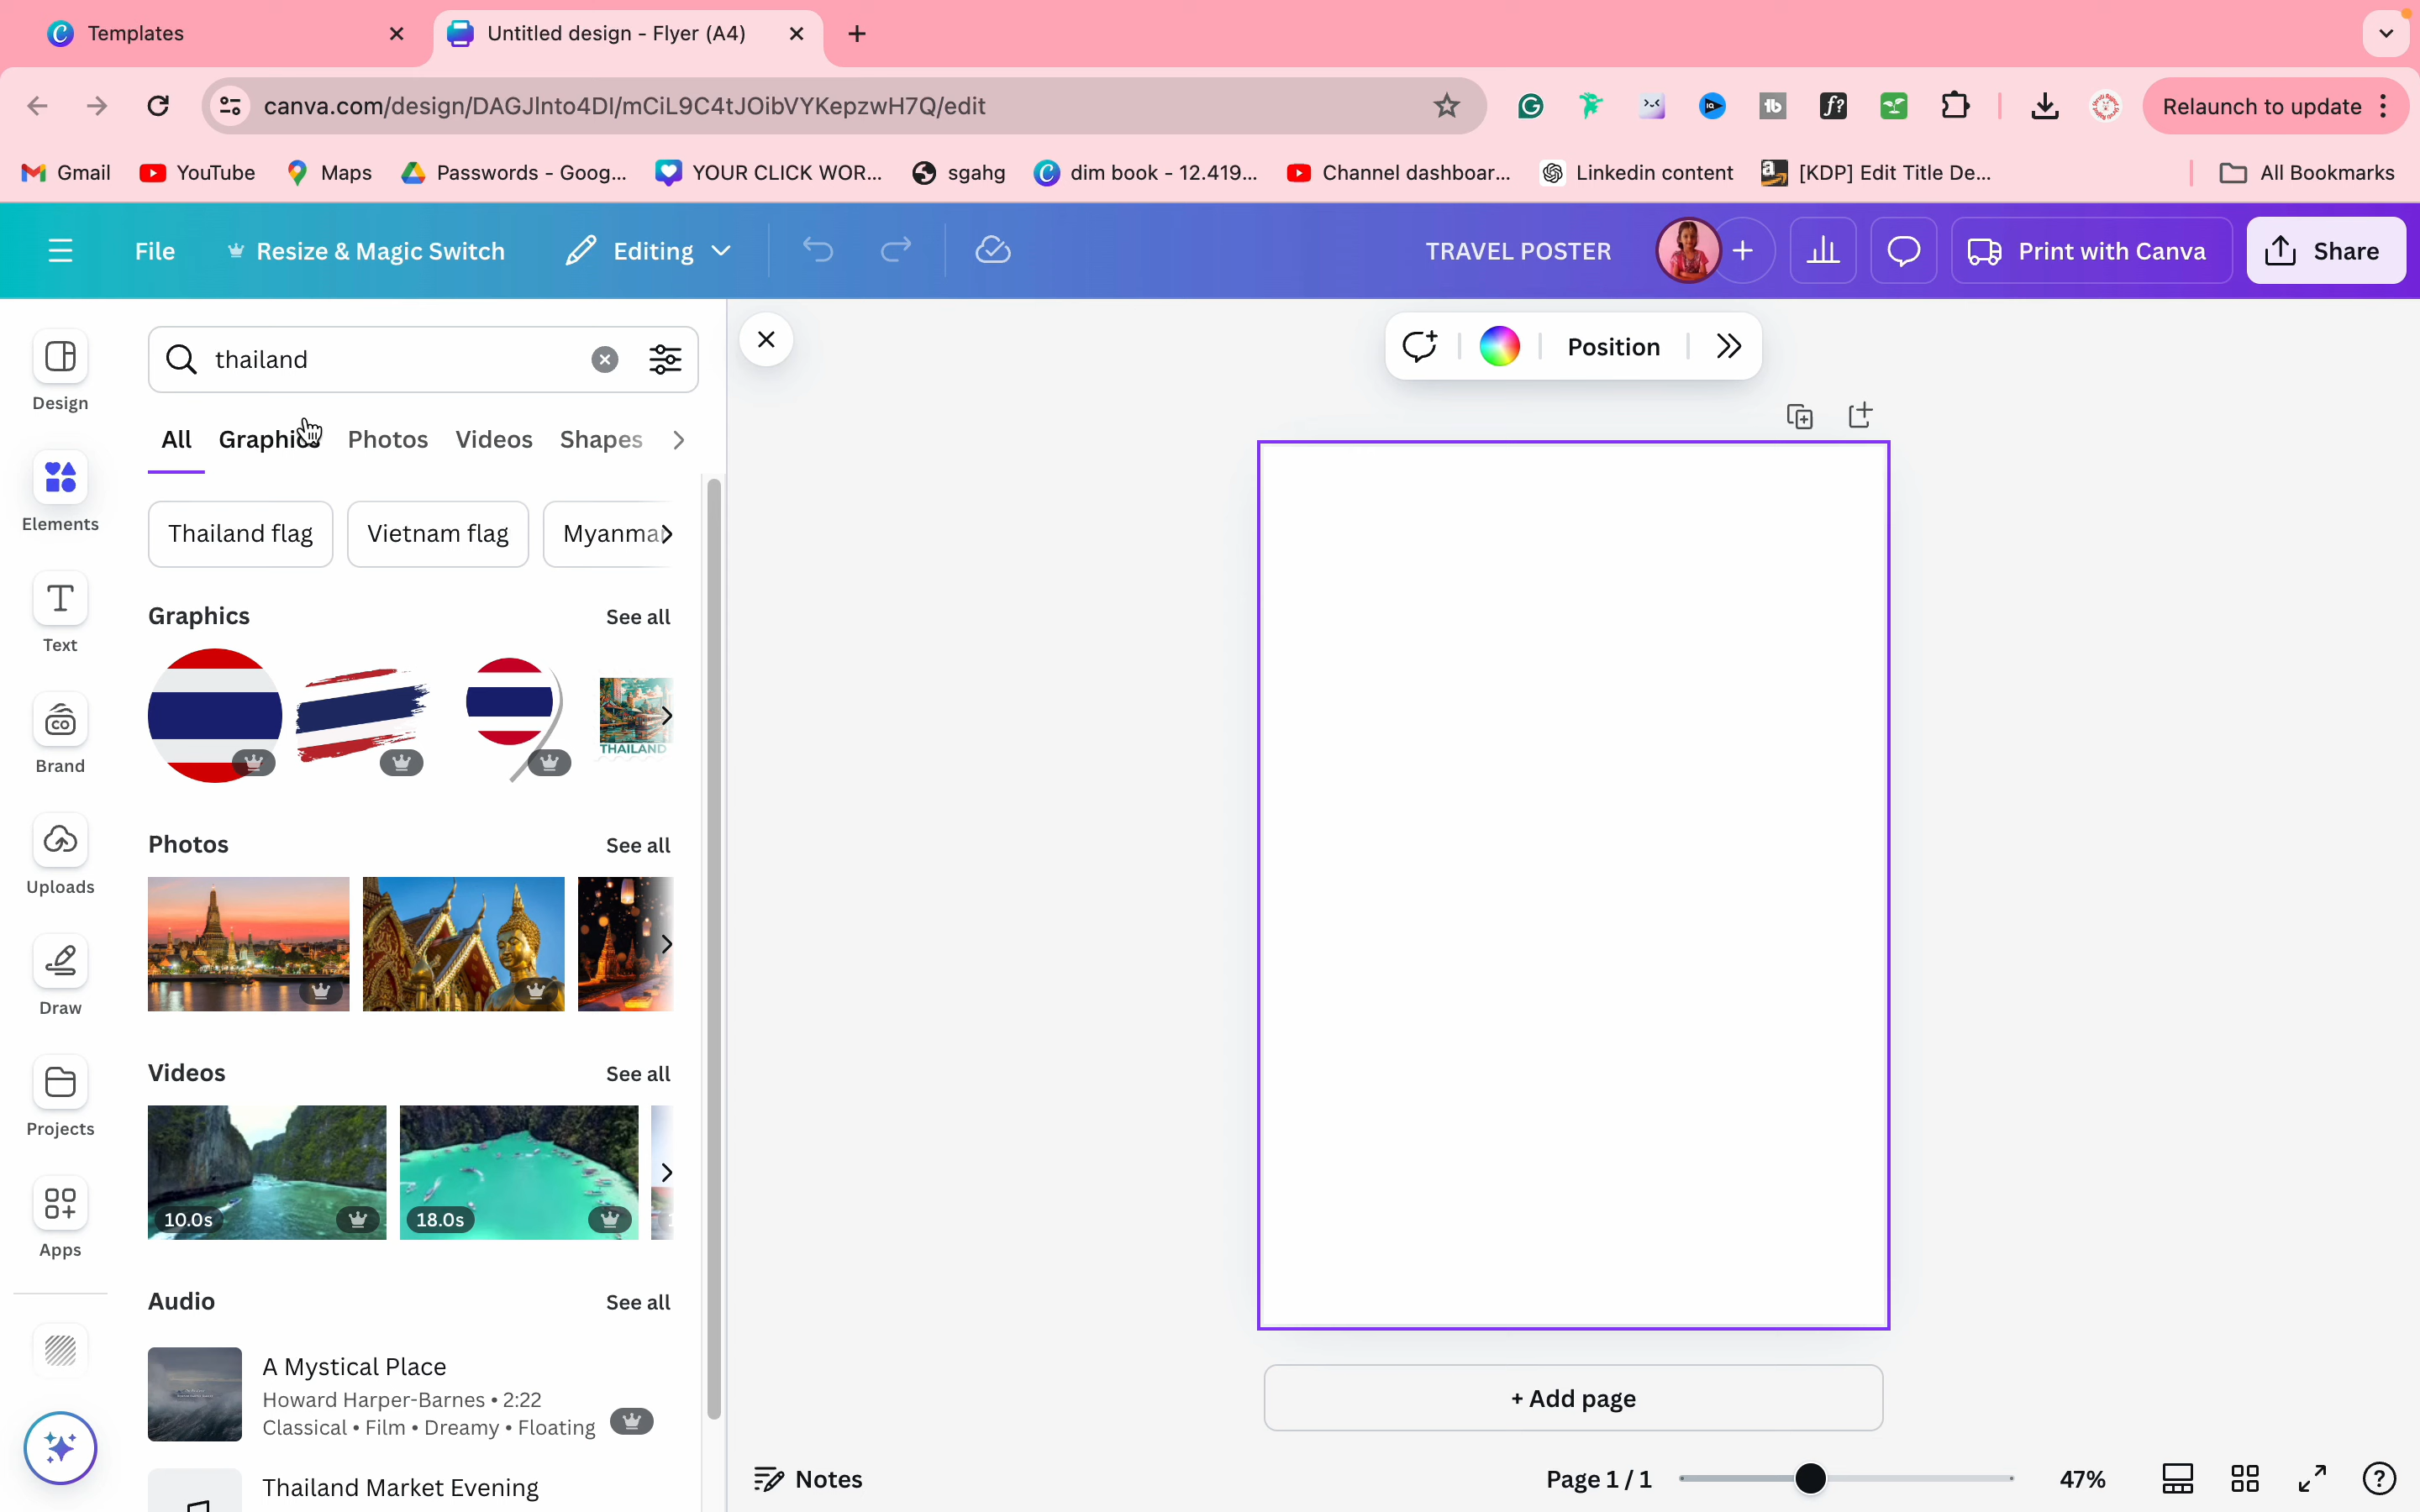 Templates
Untitled design - Flyer (A4)
canva.com/design/DAGJInto4DI/mCiL9C4tJOibVYKepzwH7Q/edit
Relaunch to update
Gmail
YouTube
Maps
Passwords - Goog...
YOUR CLICK WOR...
sgahg
dim book - 12.419...
Channel dashboar...
Linkedin content
[KDP] Edit Title De...
All Bookmarks
File
Resize & Magic Switch
Editing
TRAVEL POSTER
Print with Canva
Share
Design
Elements
Text
Brand
Uploads
Draw
Projects
Apps
thailand
All
Graphics
Photos
Videos
Shapes
Thailand flag
Vietnam flag
Myanmar
Graphics
See all
THAILAND
Photos
See all
Videos
See all
10.0s
18.0s
Audio
See all
A Mystical Place
Howard Harper-Barnes • 2:22
Classical • Film • Dreamy • Floating
Thailand Market Evening
Position
+ Add page
Notes
Page 1 / 1
47%